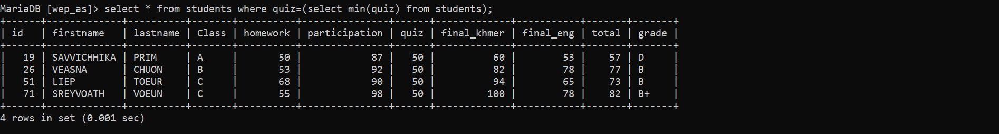 MariaDB [wep_as]> select * from students where quiz=(select min(quiz) from students);
+------+-------------+----------+-------+----------+---------------+------+-------------+-----------+-------+-------+
| id   | firstname   | lastname | Class | homework | participation | quiz | final_khmer | final_eng | total | grade |
+------+-------------+----------+-------+----------+---------------+------+-------------+-----------+-------+-------+
|   19 | SAVVICHHIKA | PRIM     | A     |       50 |            87 |   50 |          60 |        53 |    57 | D     |
|   26 | VEASNA      | CHUON    | B     |       53 |            92 |   50 |          82 |        78 |    77 | B     |
|   51 | LIEP        | TOEUR    | C     |       68 |            90 |   50 |          94 |        65 |    73 | B     |
|   71 | SREYVOATH   | VOEUN    | C     |       55 |            98 |   50 |         100 |        78 |    82 | B+    |
+------+-------------+----------+-------+----------+---------------+------+-------------+-----------+-------+-------+
4 rows in set (0.001 sec)